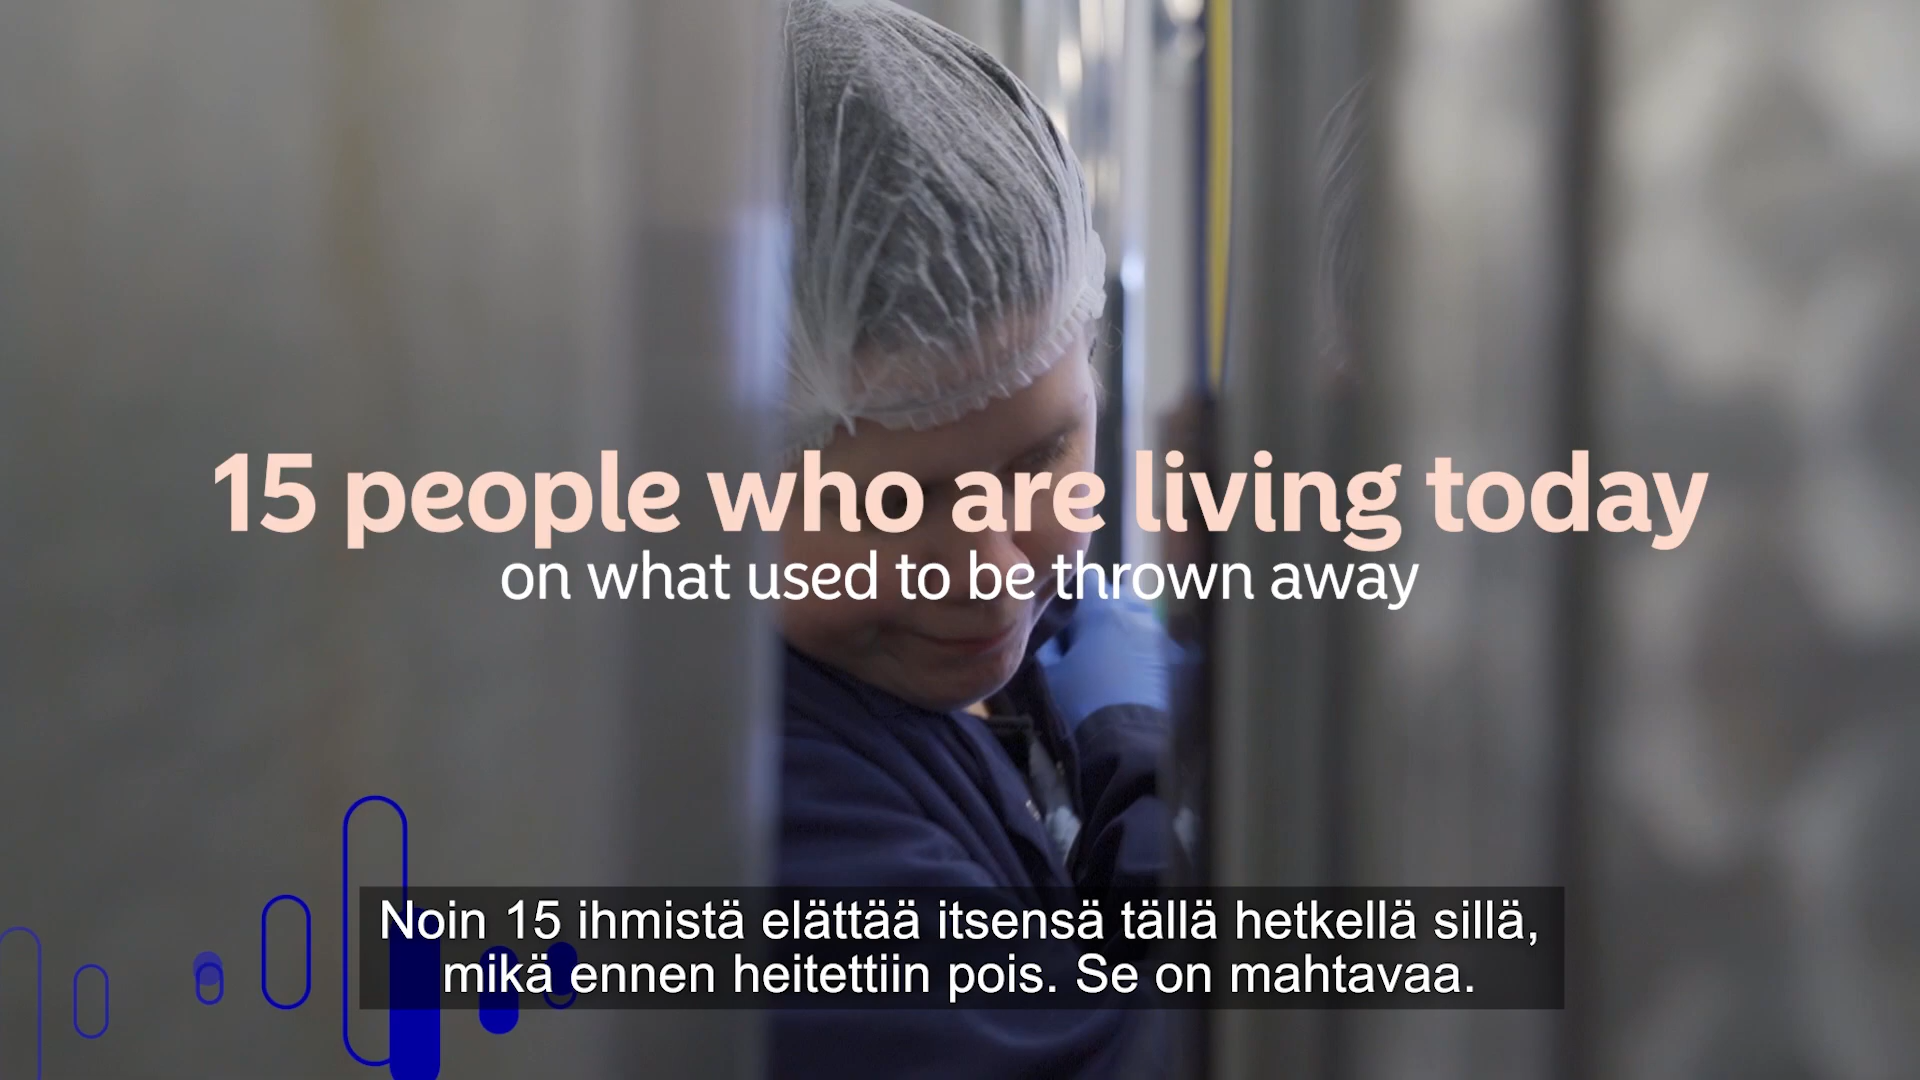 15 people who are living today
on what used to be thrown away
Noin 15 ihmistä elättää itsensä tällä hetkellä sillä,
mikä ennen heitettiin pois. Se on mahtavaa.